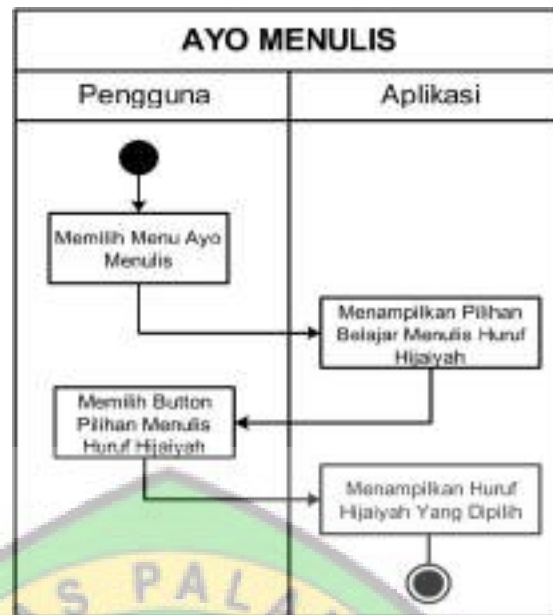 AYO MENULIS
Pengguna
Aplikasi
Memilih Menu Ayo
Menulis
Menampilkan Pilihan
Belajar Menulis Huruf
Hijaiyah
Memilih Button
Pilihan Menulis
Huruf Hijaiyah
Menampilkan Huruf
Hijaiyah Yang Dipilih
S PALA